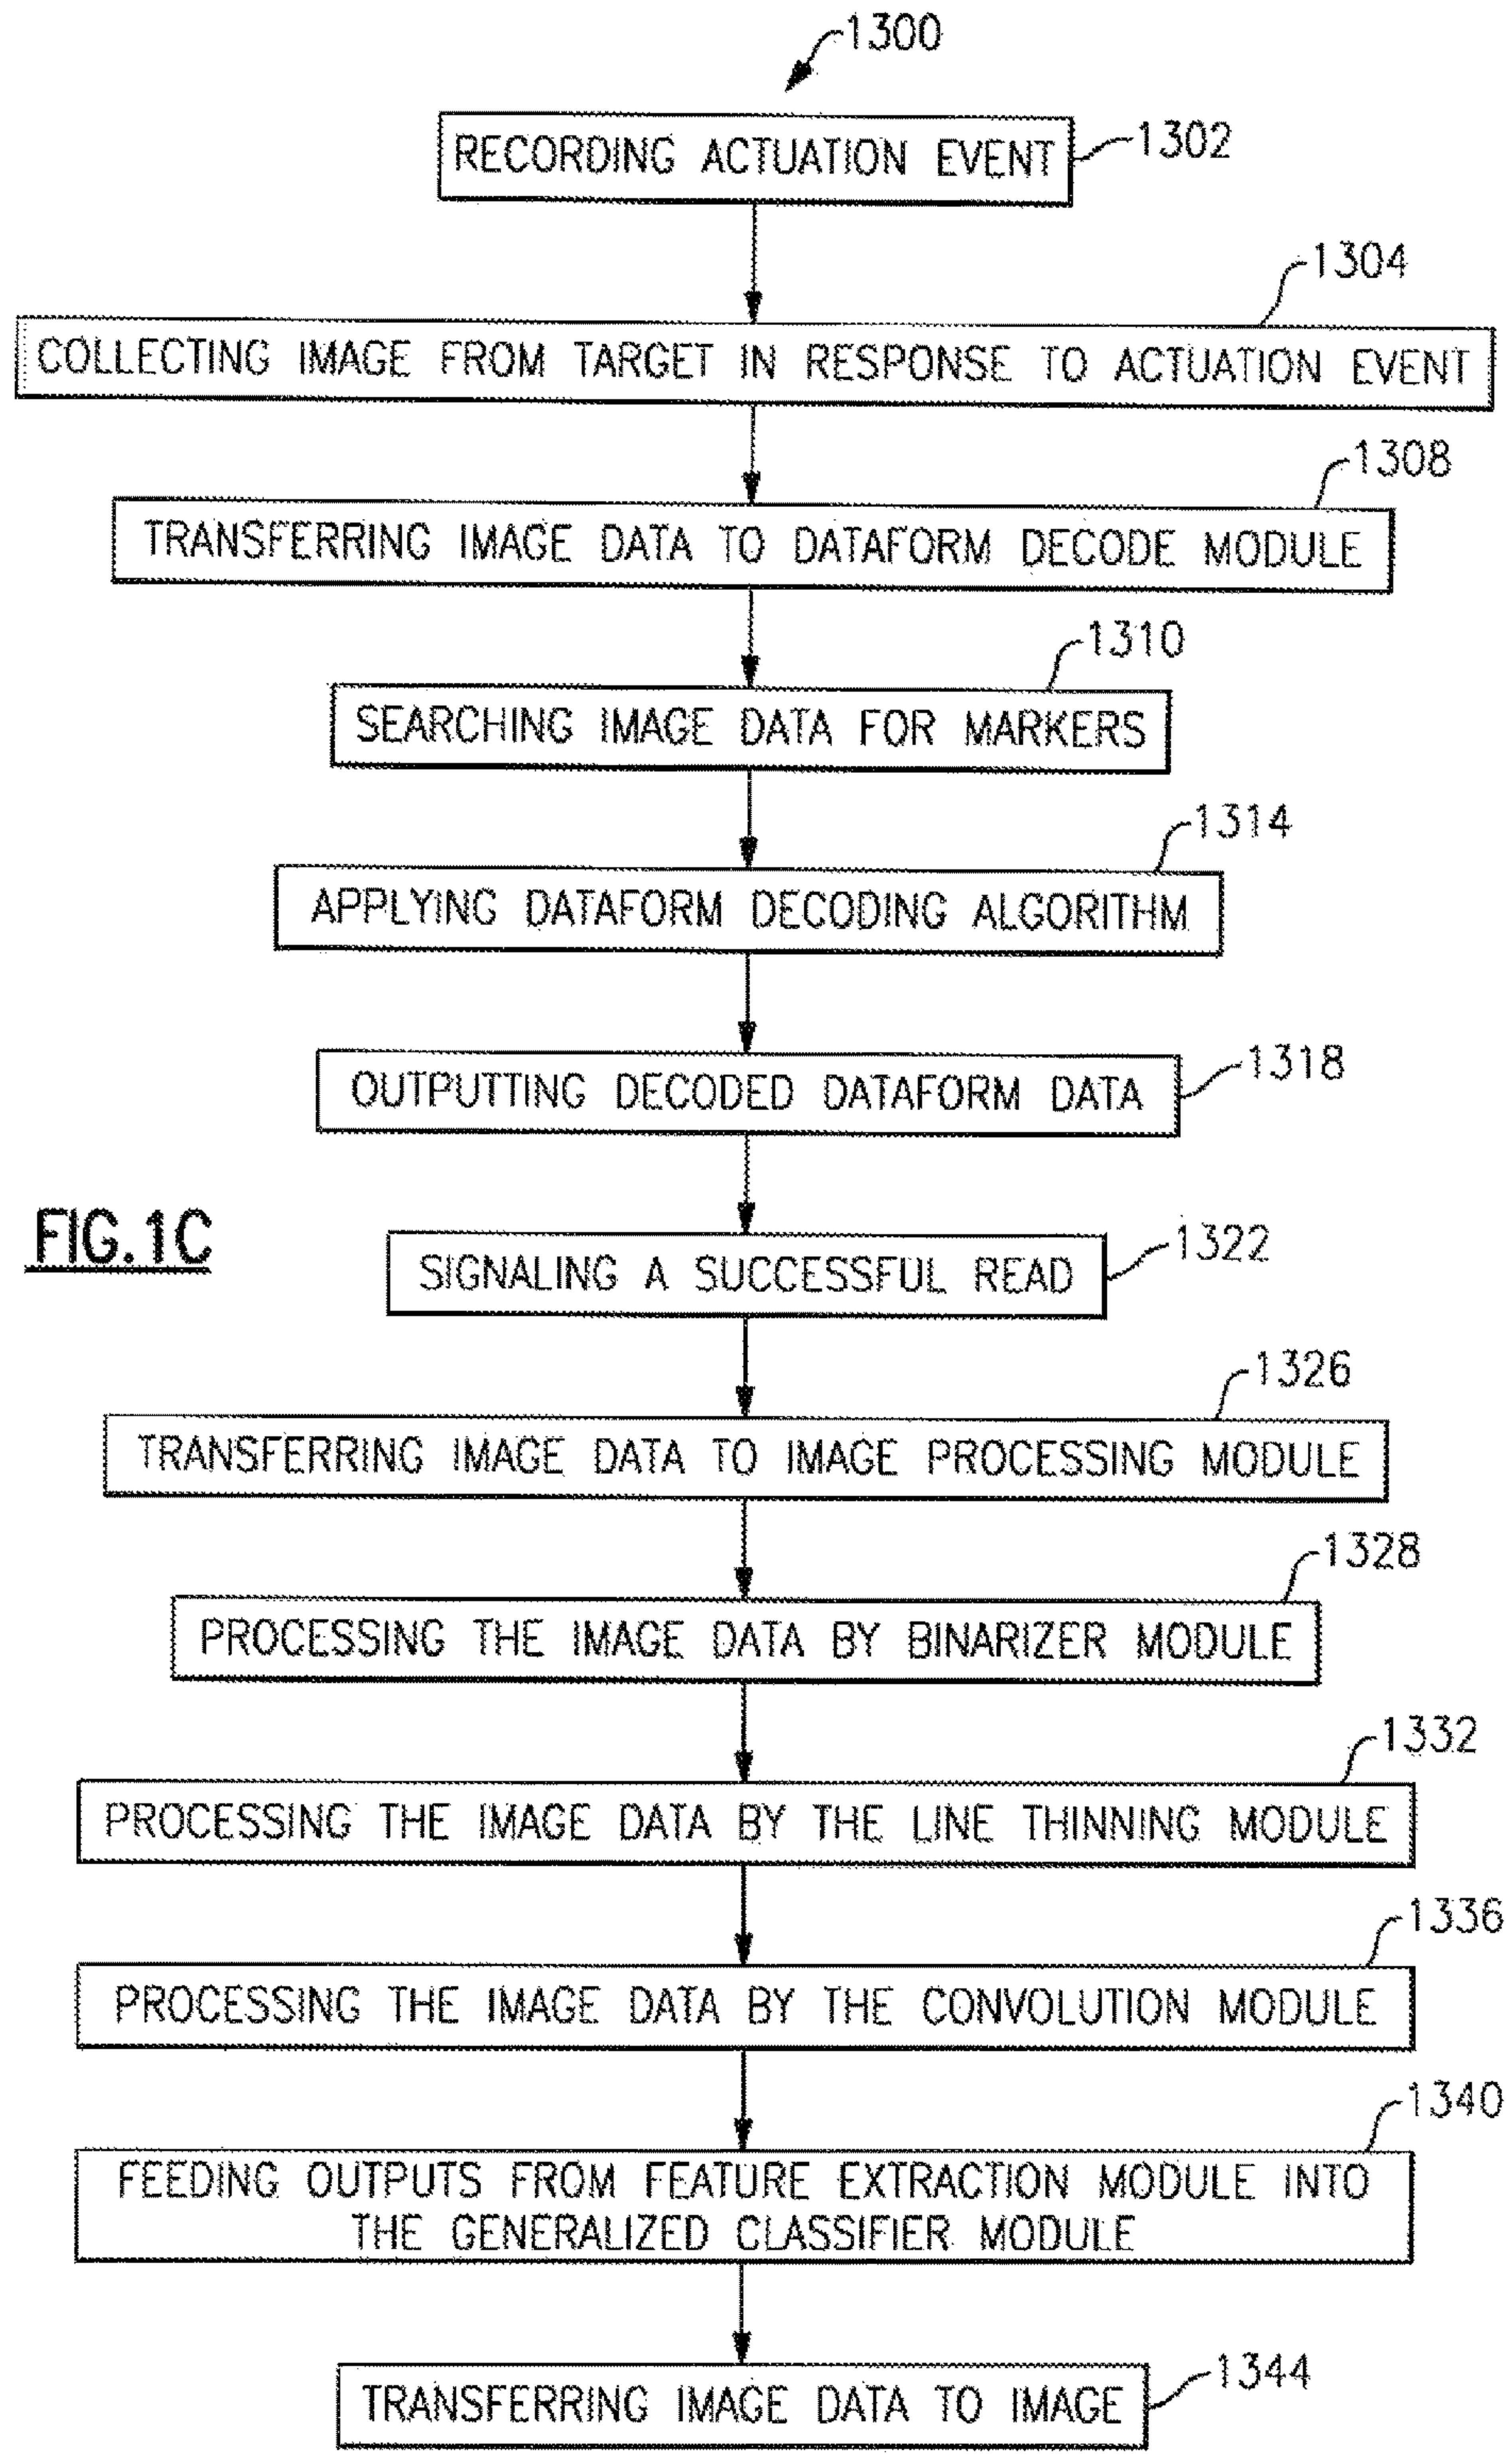 1300
RECORDING ACTUATION EVENT
1302
1304
COLLECTING IMAGE FROM TARGET IN RESPONSE TO ACTUATION EVENT
1308
TRANSFERRING IMAGE DATA TO DATAFORM DECODE MODULE
1310
SEARCHING IMAGE DATA FOR MARKERS
1314
APPLYING DATAFORM DECODING ALGORITHM
OUTPUTTING DECODED DATAFORM DATA
1318
FIG.1C
SIGNALING A SUCCESSFUL READ
1322
1326
TRANSFERRING IMAGE DATA TO IMAGE PROCESSING MODULE
1328
PROCESSING THE IMAGE DATA BY BINARIZER MODULE
1332
PROCESSING THE IMAGE DATA BY THE LINE THINNING MODULE
1336
PROCESSING THE IMAGE DATA BY THE CONVOLUTION MODULE
1340
FEEDING OUTPUTS FROM FEATURE EXTRACTION MODULE INTO
THE GENERALIZED CLASSIFIER MODULE
TRANSFERRING IMAGE DATA TO IMAGE
1344